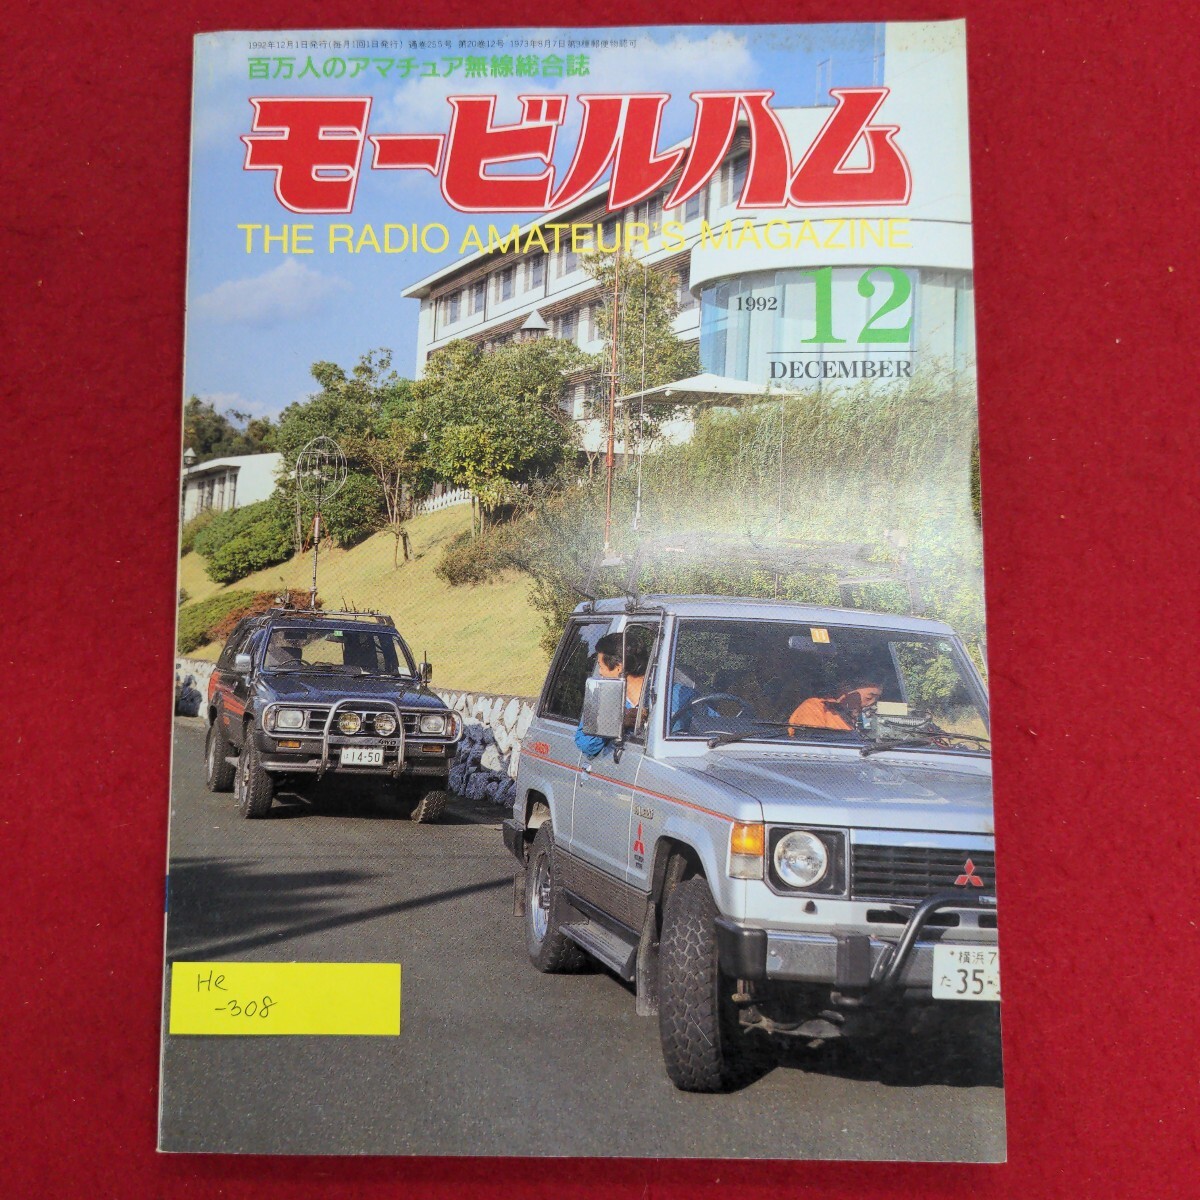 1992年12月1日発行(毎月1回1日発行) 通巻255号 第20巻12号 1973年8月7日第3種郵便物認可
百万人のアマチュア無線総合誌
モービルハム
THE RADIO AMATEUR'S MAGAZINE
1992 12
DECEMBER
14-50
横浜7
た 35-
He
-308